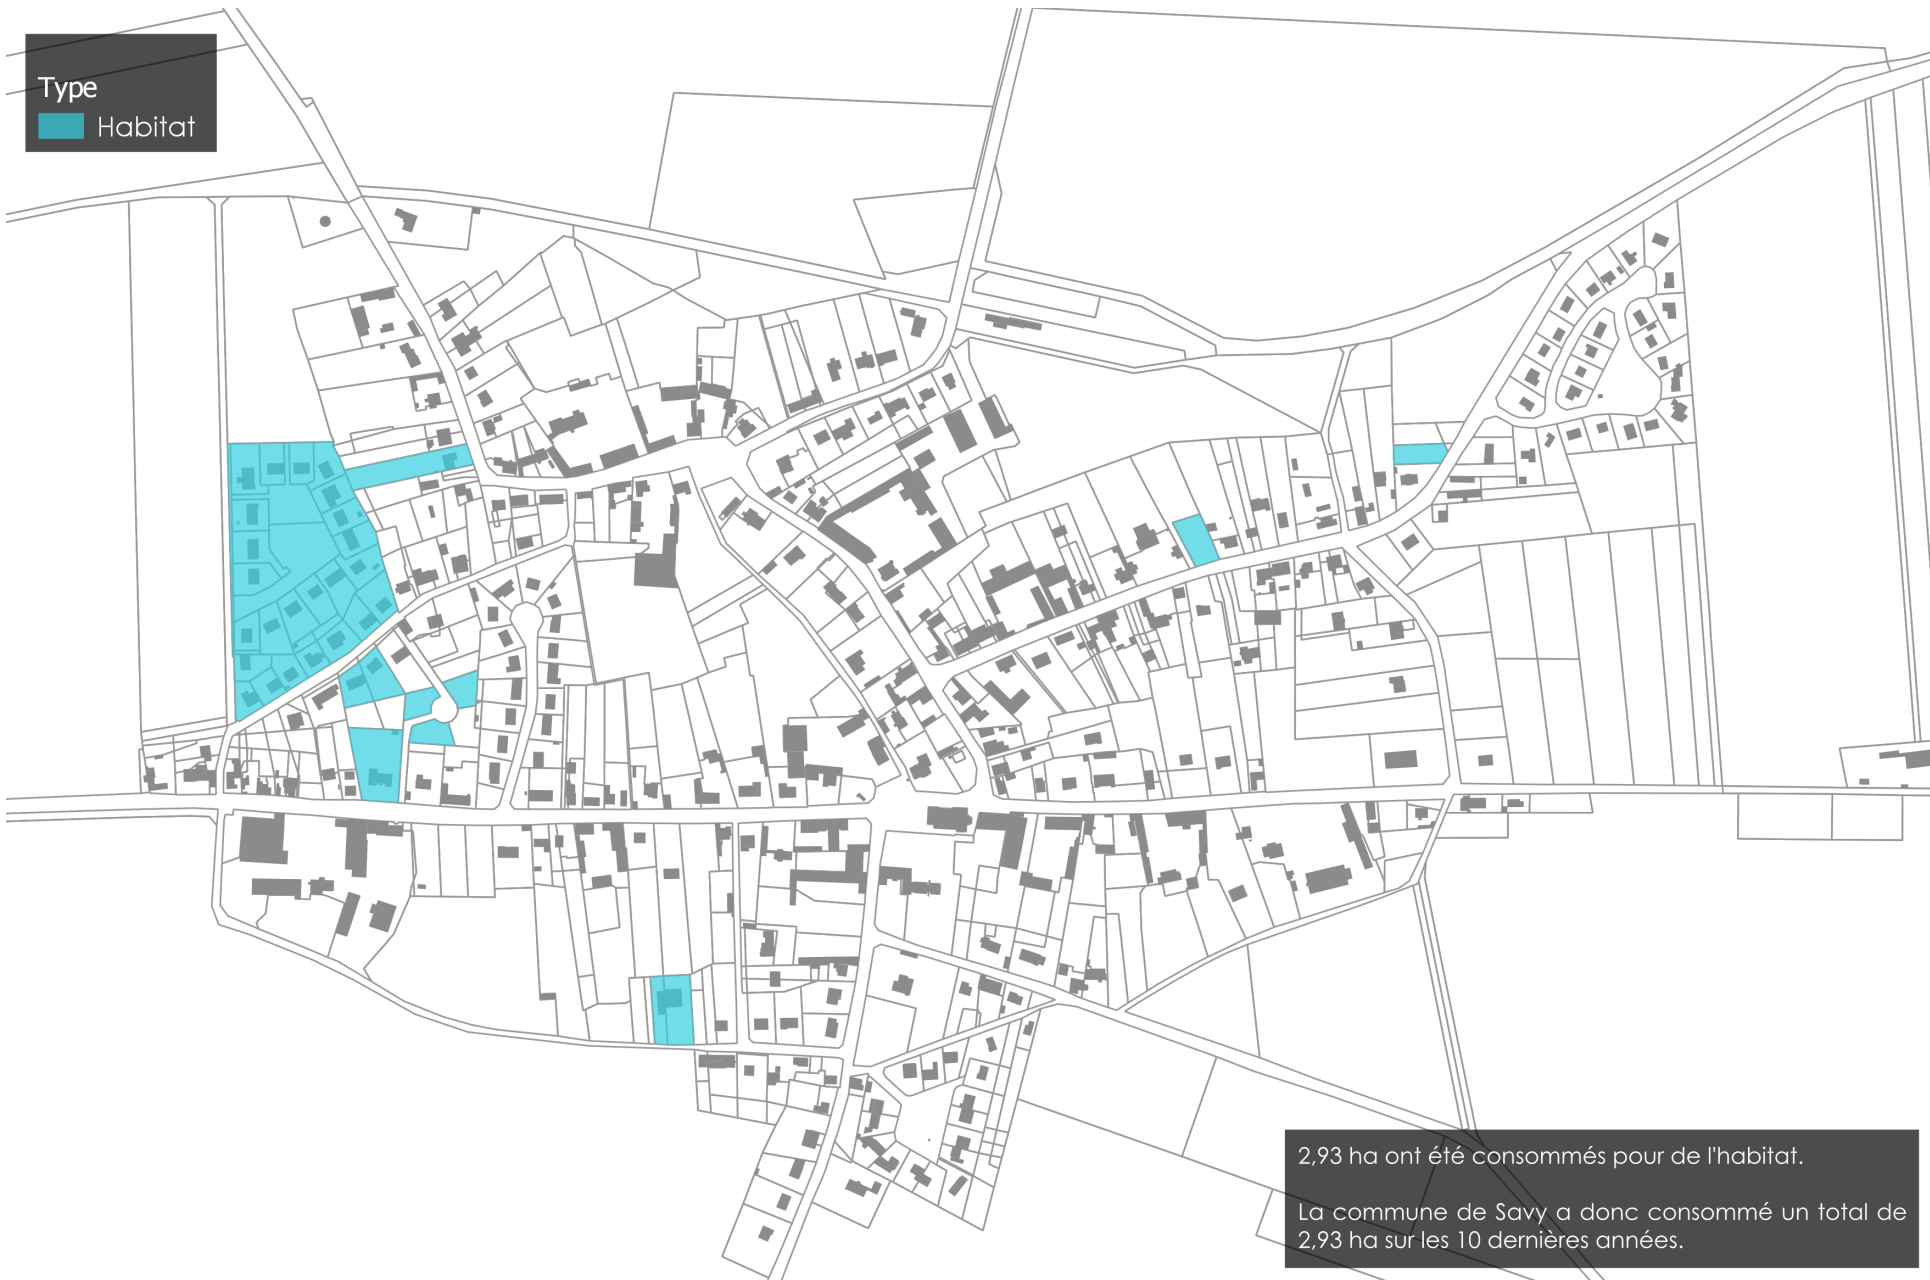 Type
Habitat
2,93 ha ont été consommés pour de l'habitat.
La commune de Savy a donc consommé un total de
2,93 ha sur les 10 dernières années.